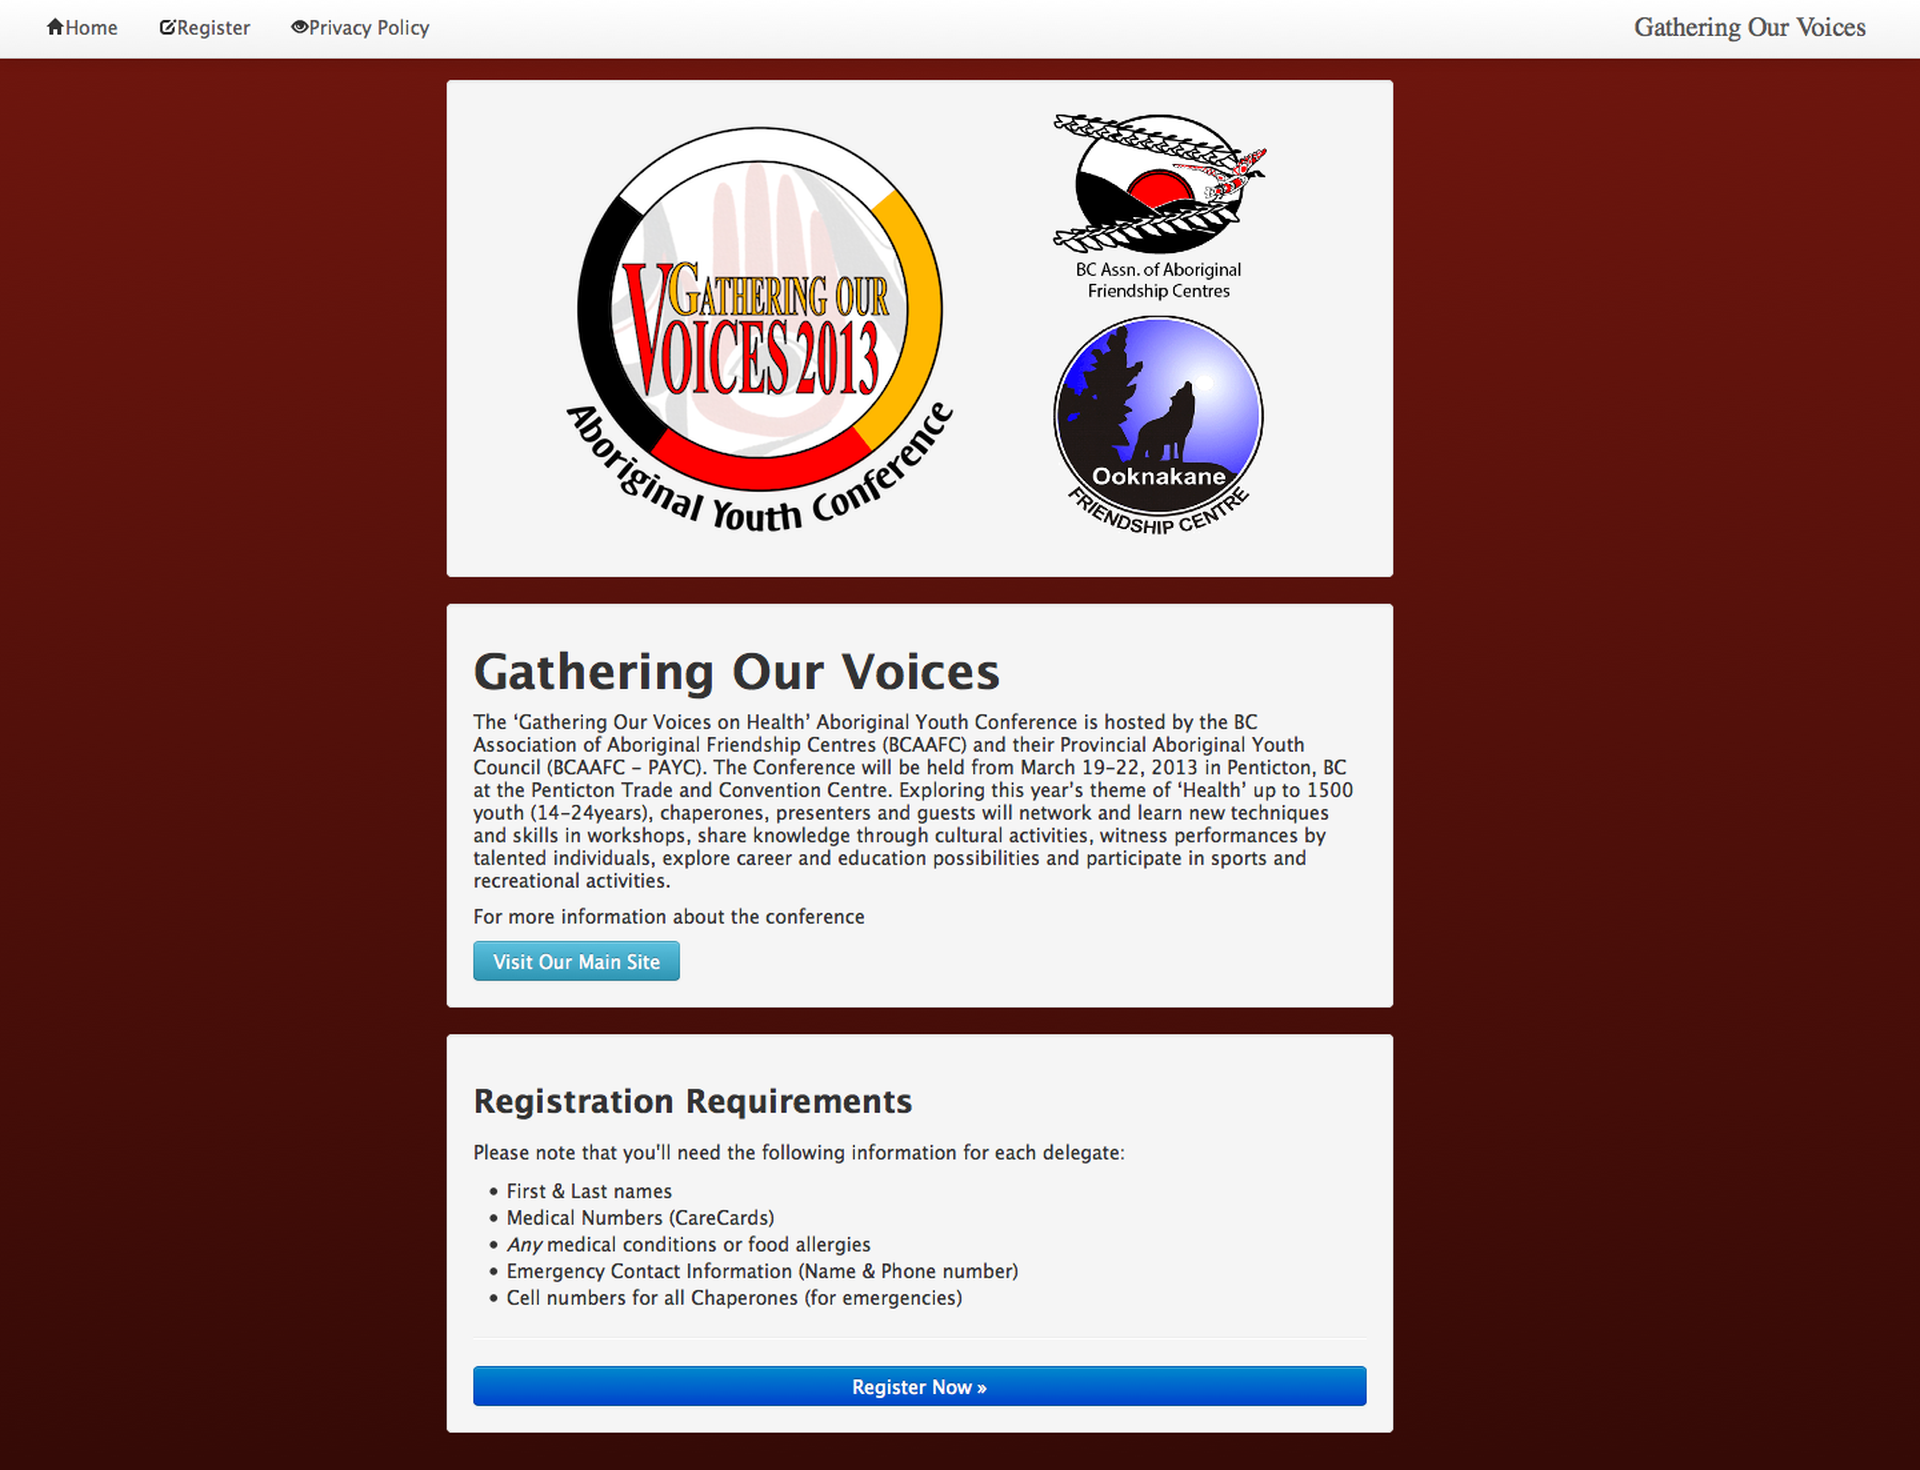 Home
Register
Privacy Policy
Gathering Our Voices
GATHERING OUR
VOICES 2013
Aboriginal Youth Conference
BC Assn. of Aboriginal
Friendship Centres
Ooknakane
FRIENDSHIP CENTRE
Gathering Our Voices
The ‘Gathering Our Voices on Health’ Aboriginal Youth Conference is hosted by the BC
Association of Aboriginal Friendship Centres (BCAAFC) and their Provincial Aboriginal Youth
Council (BCAAFC – PAYC). The Conference will be held from March 19–22, 2013 in Penticton, BC
at the Penticton Trade and Convention Centre. Exploring this year’s theme of ‘Health’ up to 1500
youth (14–24years), chaperones, presenters and guests will network and learn new techniques
and skills in workshops, share knowledge through cultural activities, witness performances by
talented individuals, explore career and education possibilities and participate in sports and
recreational activities.
For more information about the conference
Visit Our Main Site
Registration Requirements
Please note that you'll need the following information for each delegate:
• First & Last names
• Medical Numbers (CareCards)
• Any medical conditions or food allergies
• Emergency Contact Information (Name & Phone number)
• Cell numbers for all Chaperones (for emergencies)
Register Now »